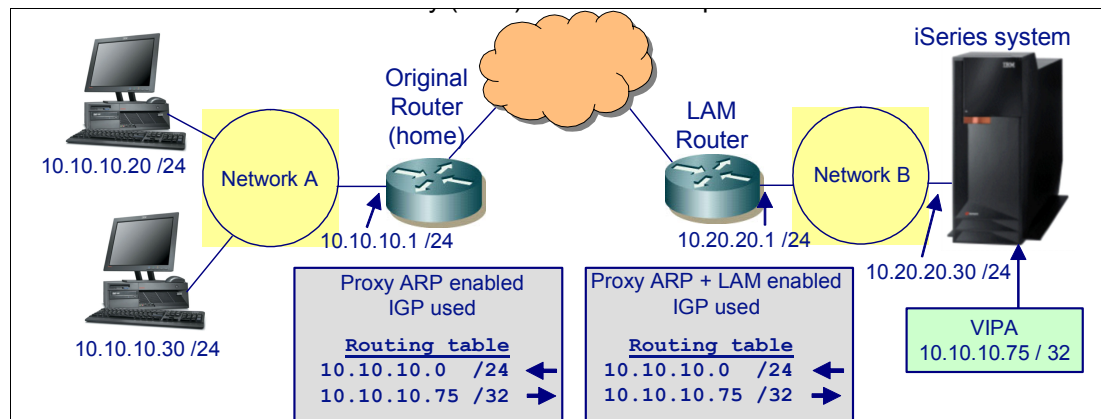 iSeries system
Original
Router
(home)
LAM
Router
10.10.10.20 /24
Network A
Network B
10.10.10.1 /24
10.20.20.1 /24
10.20.20.30 /24
10.10.10.30 /24
Proxy ARP enabled
IGP used
Routing table
10.10.10.0 /24
10.10.10.75 /32
Proxy ARP + LAM enabled
IGP used
Routing table
10.10.10.0 /24
10.10.10.75 /32
VIPA
10.10.10.75 / 32